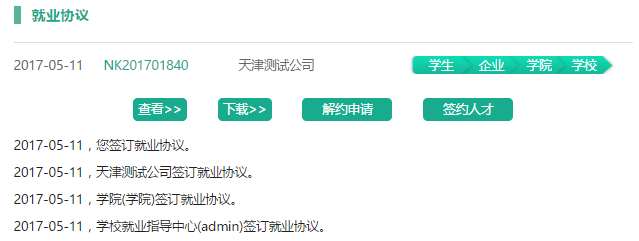 就业协议
2017-05-11 NK201701840 天津测试公司 学生 企业 学院 学校
查看>> 下载>> 解约申请 签约人才
2017-05-11，您签订就业协议。
2017-05-11，天津测试公司签订就业协议。
2017-05-11，学院(学院)签订就业协议。
2017-05-11，学校就业指导中心(admin)签订就业协议。